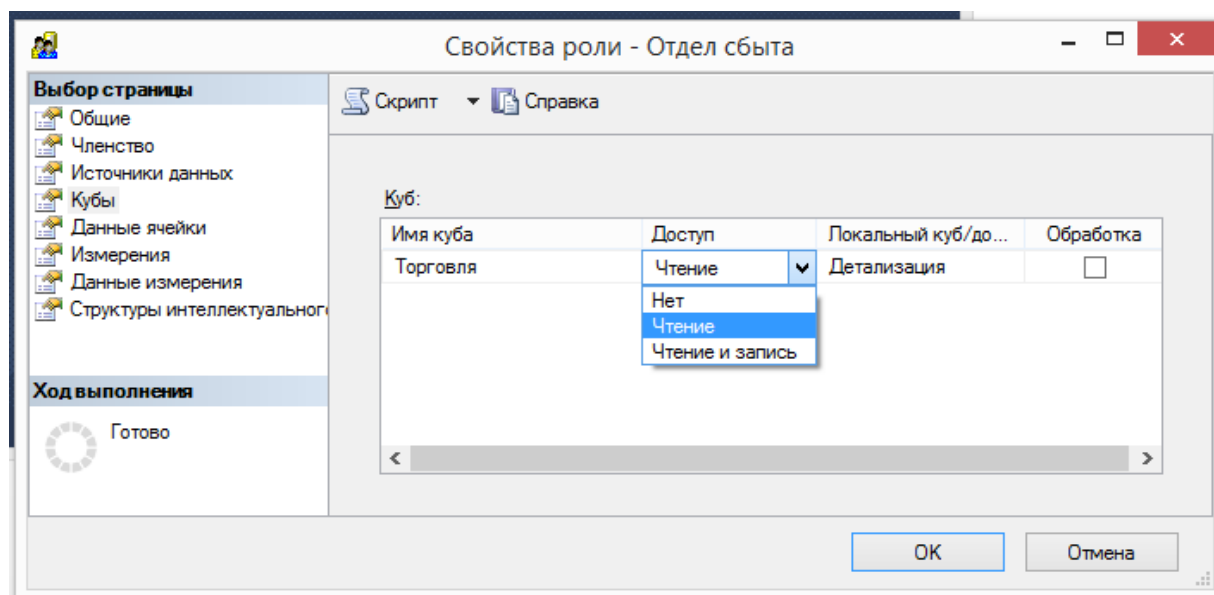 Свойства роли - Отдел сбыта
Выбор страницы
Общие
Членство
Источники данных
Кубы
Данные ячейки
Измерения
Данные измерения
Структуры интеллектуального
Ход выполнения
Готово
Скрипт
Справка
Куб:
Имя куба Доступ Локальный куб/до... Обработка
Торговля Чтение Детализация
Нет
Чтение
Чтение и запись
OK Отмена